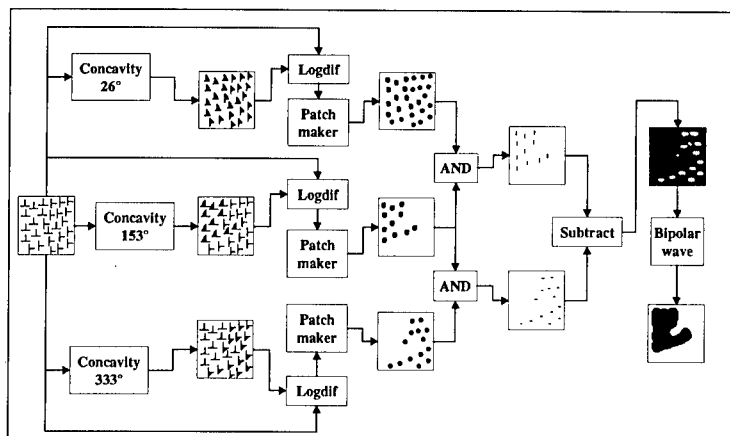 Concavity
26°
Logdif
Patch
maker
AND
Concavity
153°
Logdif
Patch
maker
Subtract
Bipolar
wave
AND
Concavity
333°
Patch
maker
Logdif